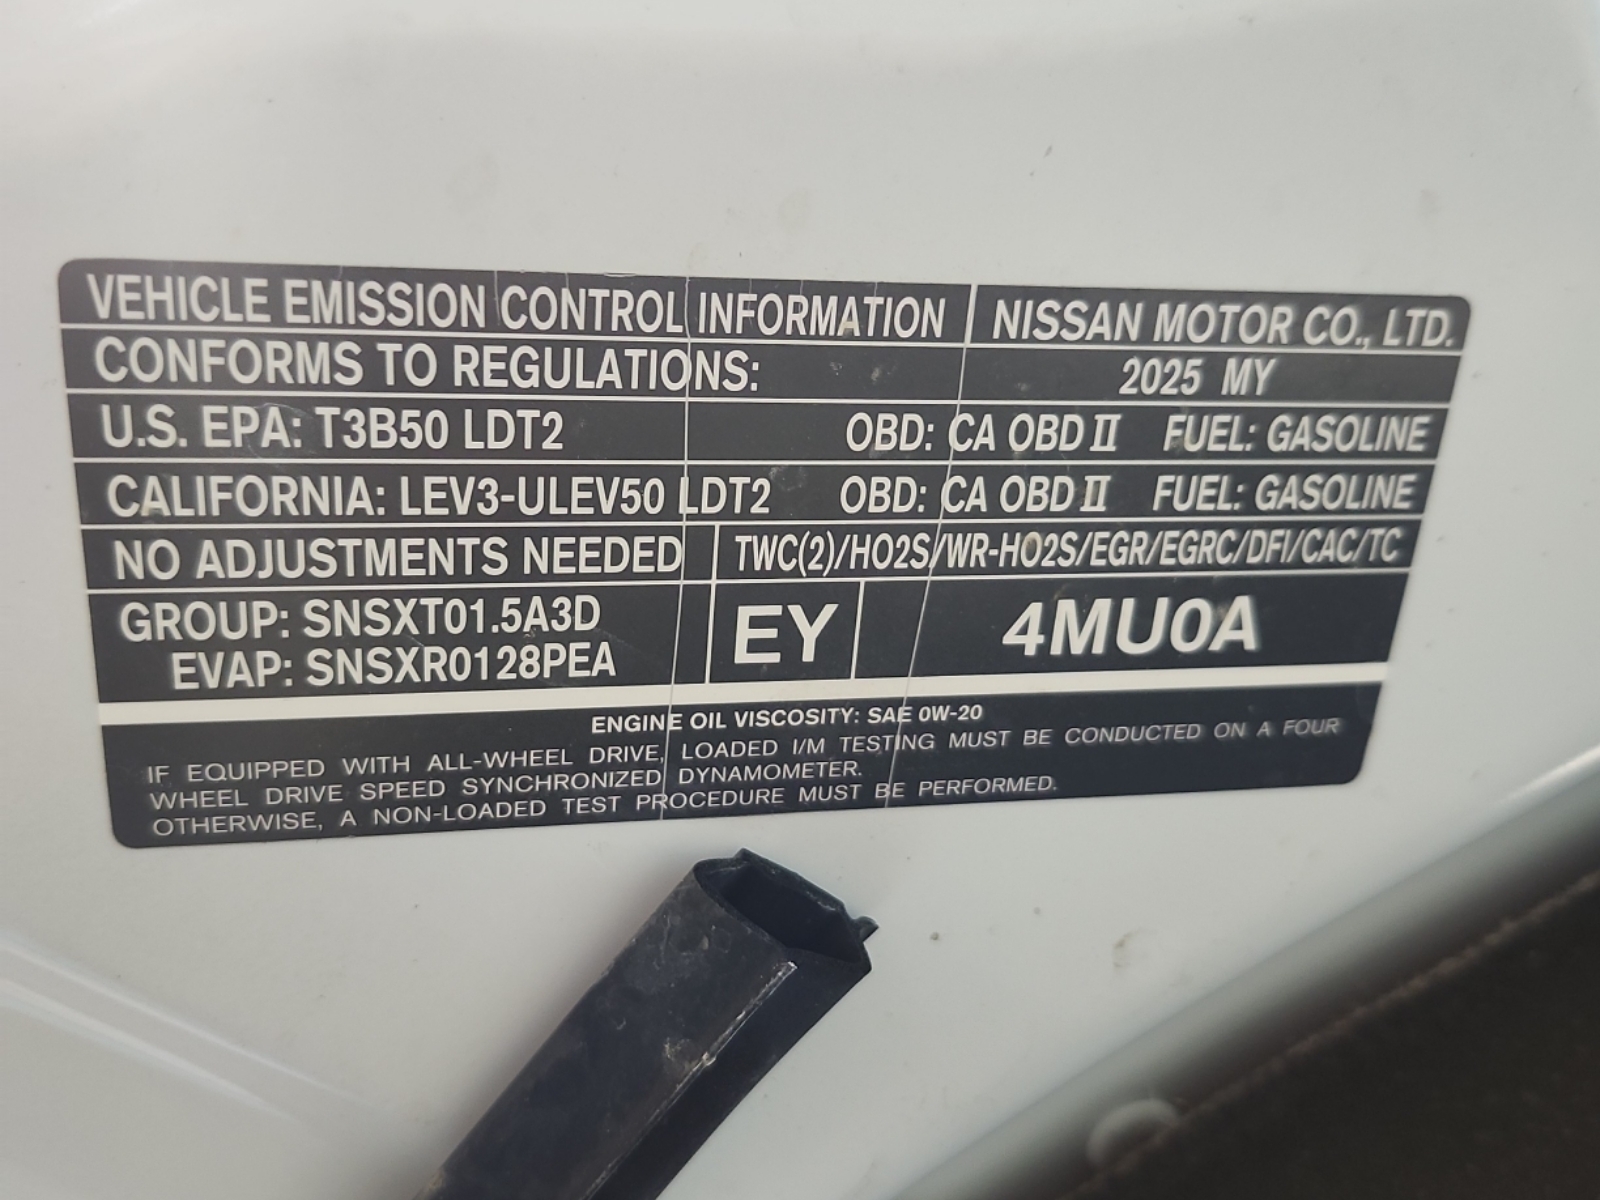 VEHICLE EMISSION CONTROL INFORMATION NISSAN MOTOR CO., LTD.
CONFORMS TO REGULATIONS: 2025 MY
U.S. EPA: T3B50 LDT2 OBD: CA OBD II FUEL: GASOLINE
CALIFORNIA: LEV3-ULEV50 LDT2 OBD: CA OBD II FUEL: GASOLINE
NO ADJUSTMENTS NEEDED TWC(2)/HO2S/WR-HO2S/EGR/EGRC/DFI/CAC/TC
GROUP: SNSXT01.5A3D
EVAP: SNSXR0128PEA
EY
4MU0A
ENGINE OIL VISCOSITY: SAE 0W-20
IF EQUIPPED WITH ALL-WHEEL DRIVE, LOADED I/M TESTING MUST BE CONDUCTED ON A FOUR
WHEEL DRIVE SPEED SYNCHRONIZED DYNAMOMETER.
OTHERWISE, A NON-LOADED TEST PROCEDURE MUST BE PERFORMED.